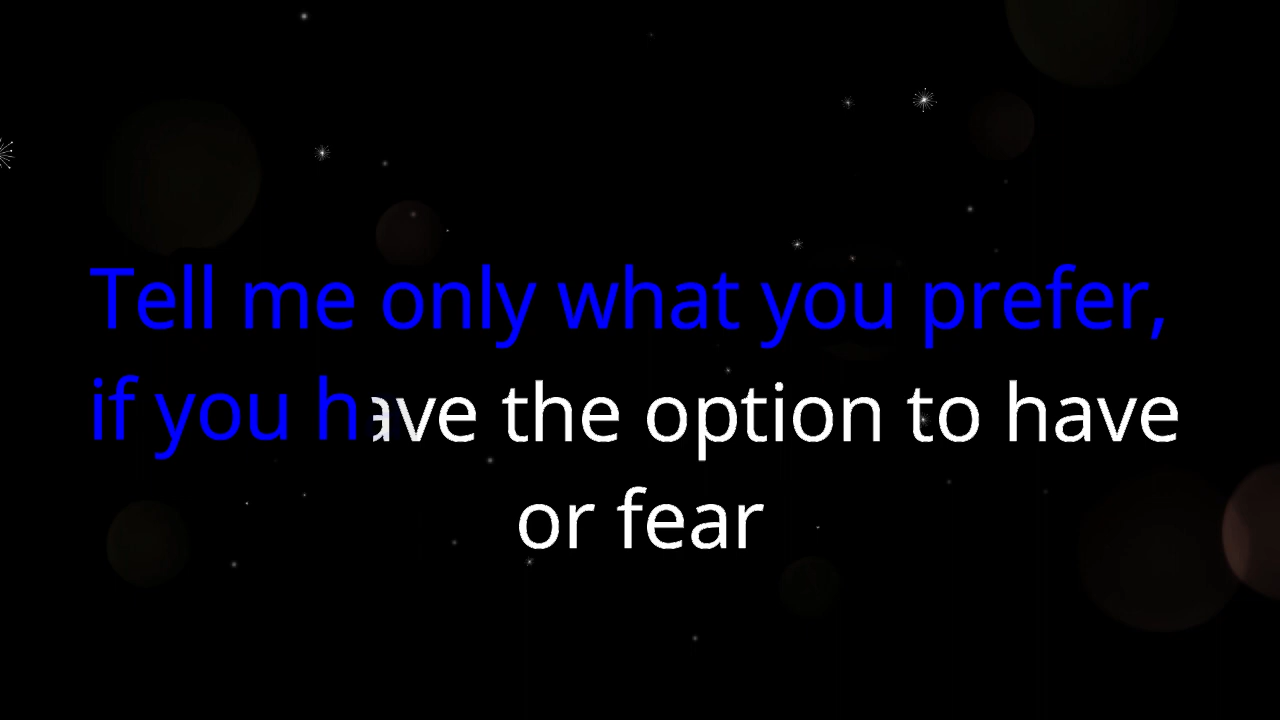 Tell me only what you prefer,
if you have the option to have
or fear